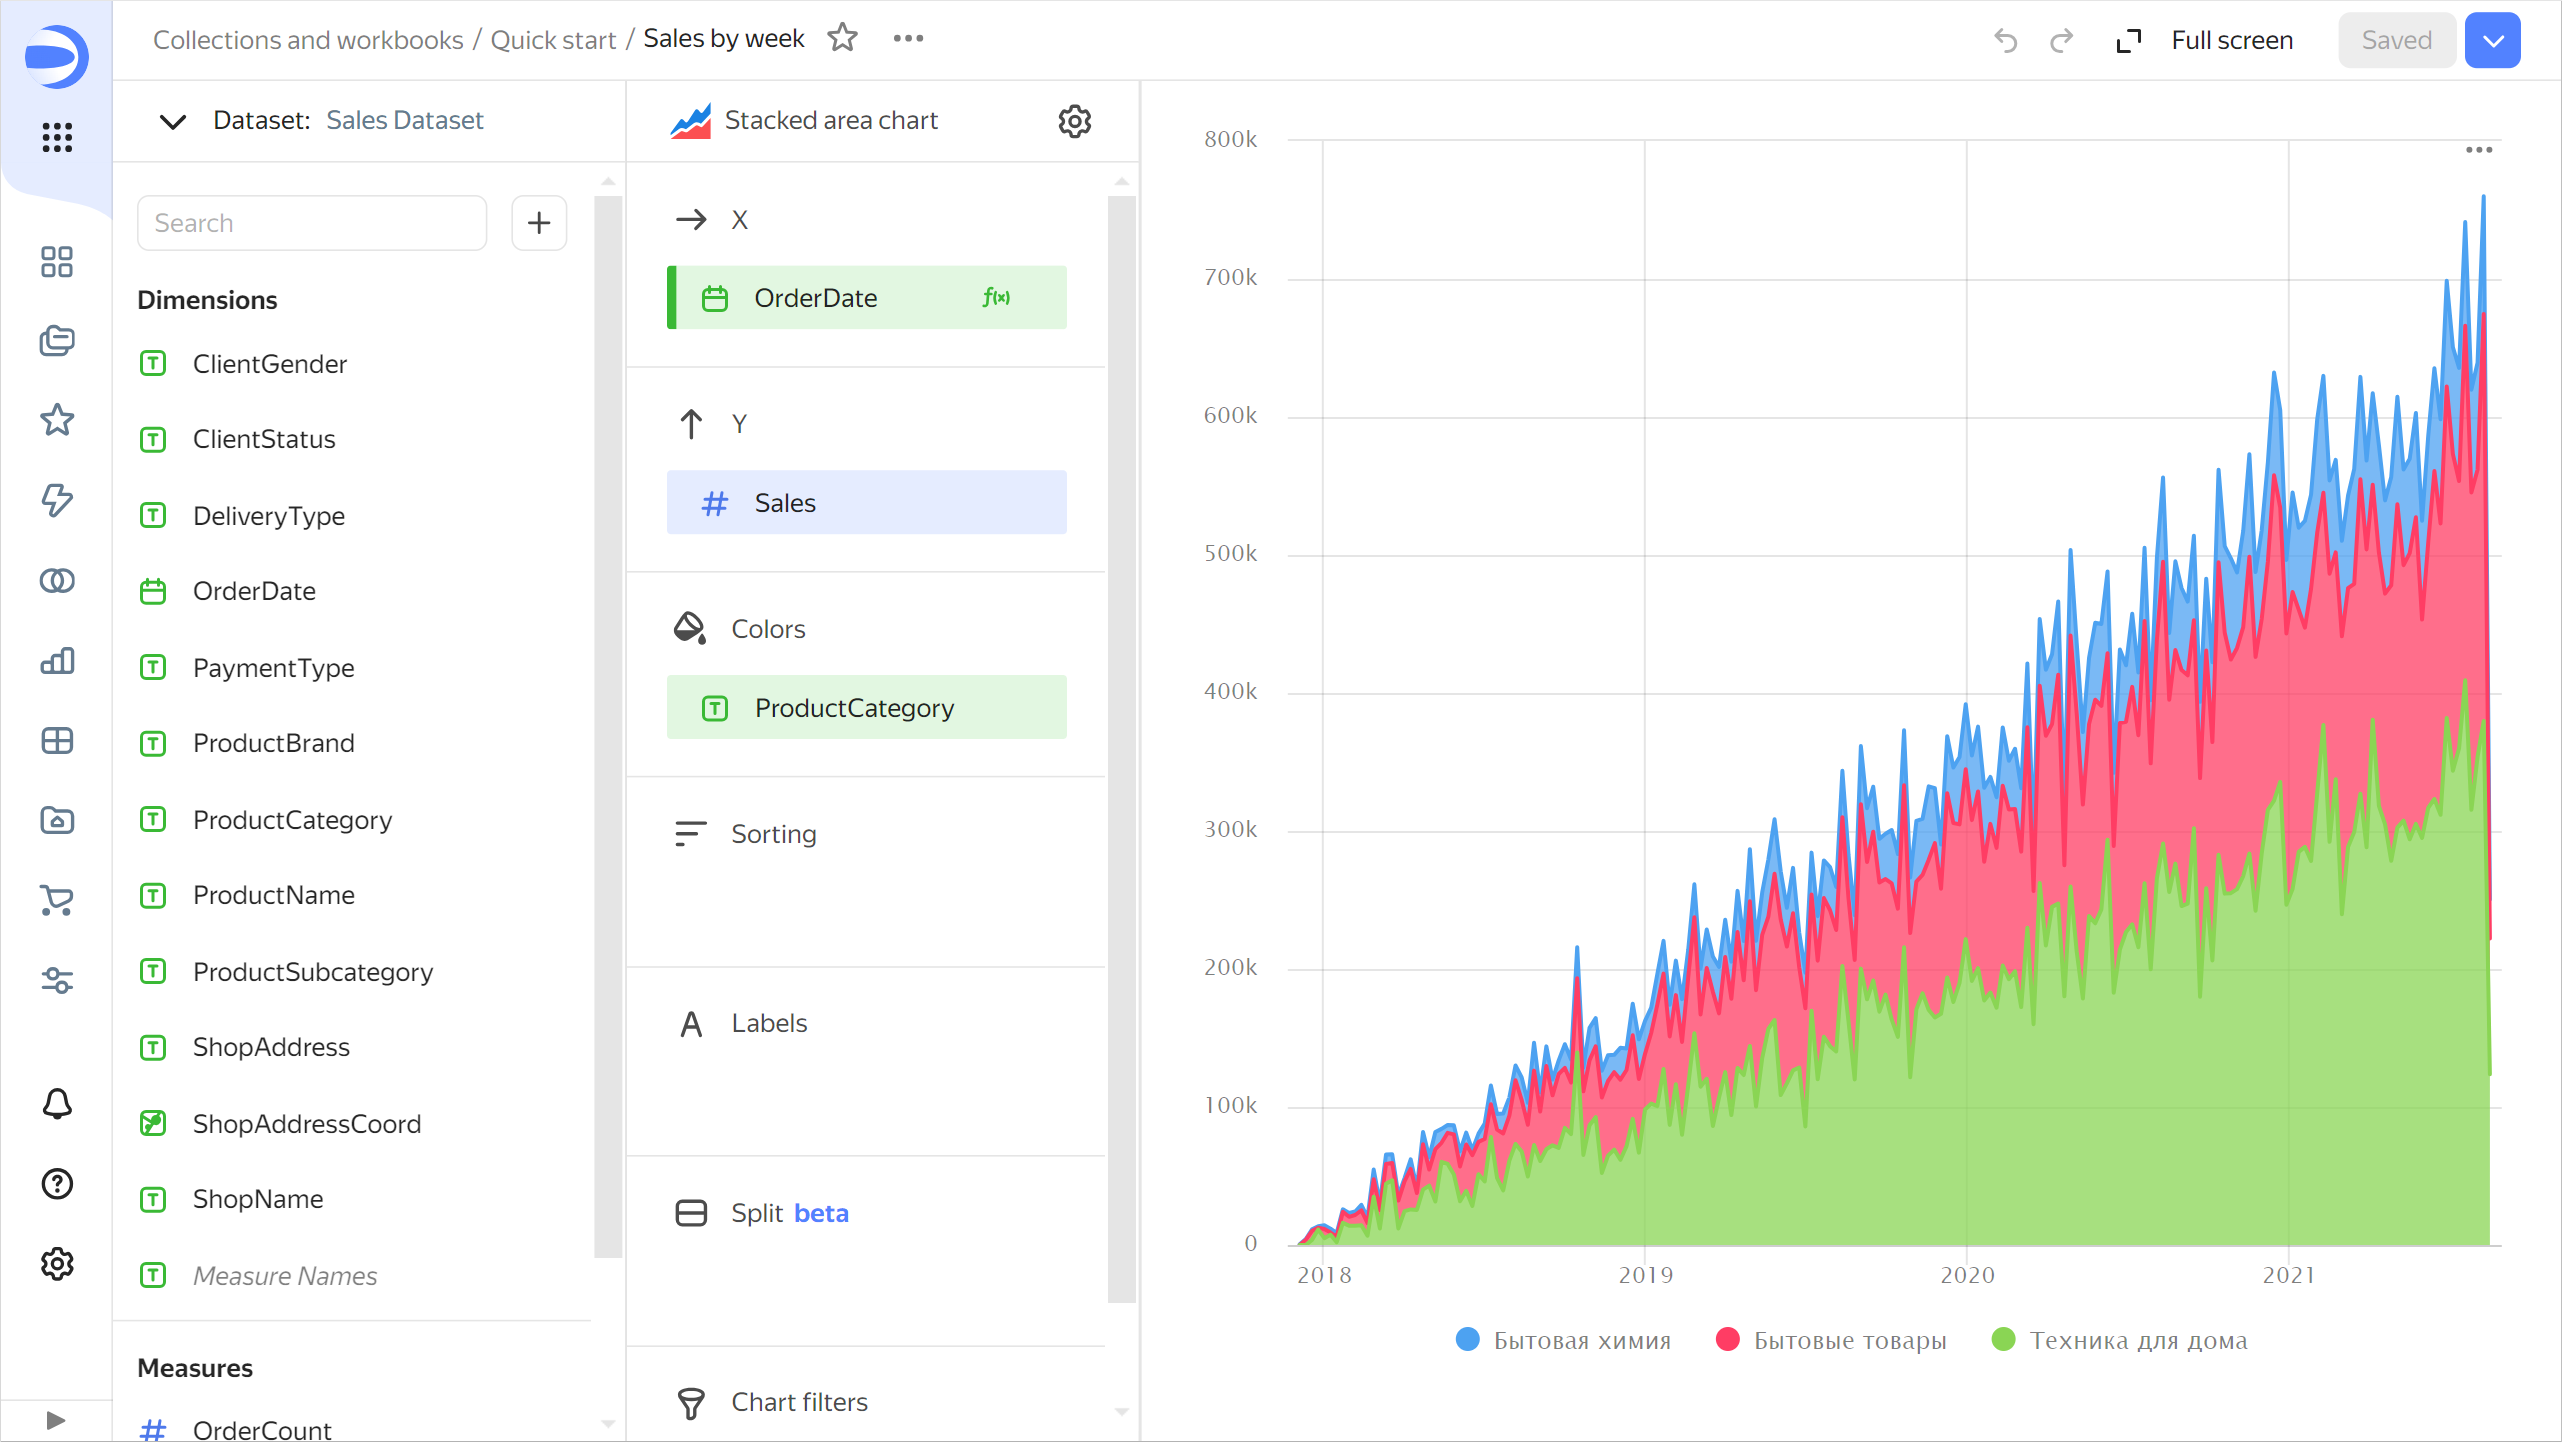 Collections and workbooks / Quick start / Sales by week
Full screen
Saved
Dataset: Sales Dataset
Search
Dimensions
ClientGender
ClientStatus
DeliveryType
OrderDate
PaymentType
ProductBrand
ProductCategory
ProductName
ProductSubcategory
ShopAddress
ShopAddressCoord
ShopName
Measure Names
Measures
OrderCount
Stacked area chart
X
OrderDate f(x)
Y
Sales
Colors
ProductCategory
Sorting
Labels
Split beta
Chart filters
800k
700k
600k
500k
400k
300k
200k
100k
0
2018 2019 2020 2021
Бытовая химия Бытовые товары Техника для дома